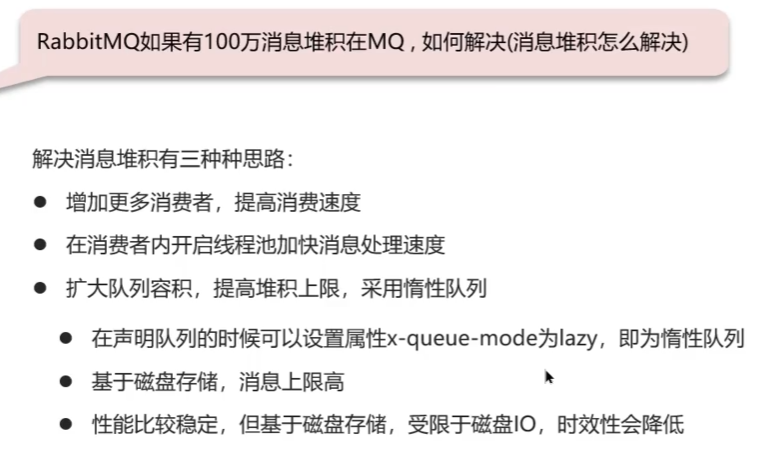 RabbitMQ如果有100万消息堆积在MQ , 如何解决(消息堆积怎么解决)
解决消息堆积有三种种思路：
● 增加更多消费者，提高消费速度
● 在消费者内开启线程池加快消息处理速度
● 扩大队列容积，提高堆积上限，采用惰性队列
● 在声明队列的时候可以设置属性x-queue-mode为lazy，即为惰性队列
● 基于磁盘存储，消息上限高
● 性能比较稳定，但基于磁盘存储，受限于磁盘IO，时效性会降低